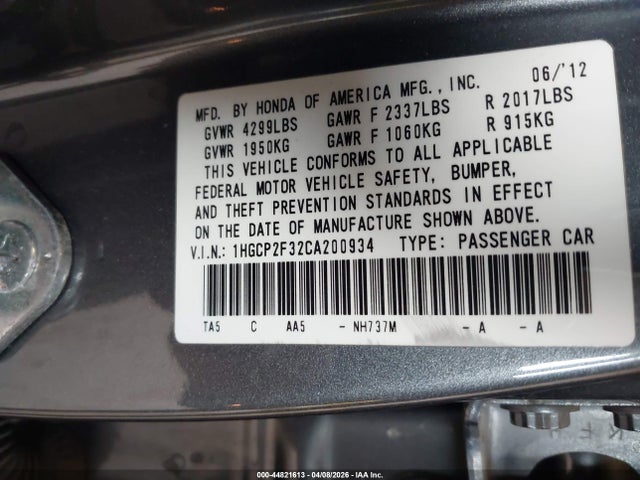 MFD. BY HONDA OF AMERICA MFG., INC. 06/'12
GVWR 4299LBS GAWR F 2337LBS R 2017LBS
GVWR 1950KG GAWR F 1060KG R 915KG
THIS VEHICLE CONFORMS TO ALL APPLICABLE
FEDERAL MOTOR VEHICLE SAFETY, BUMPER,
AND THEFT PREVENTION STANDARDS IN EFFECT
ON THE DATE OF MANUFACTURE SHOWN ABOVE.
V.I.N.: 1HGCP2F32CA200934 TYPE: PASSENGER CAR
TA5 C AA5 - NH737M - A - A
000-44821613 - 04/08/2026 - IAA Inc.